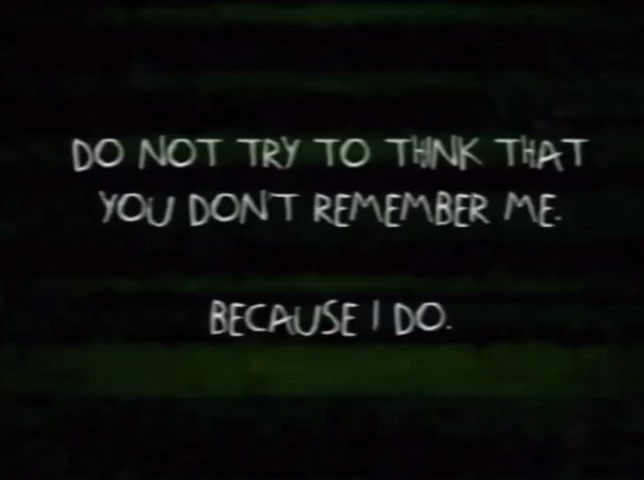 DO NOT TRY TO THINK THAT
YOU DON'T REMEMBER ME.
BECAUSE I DO.